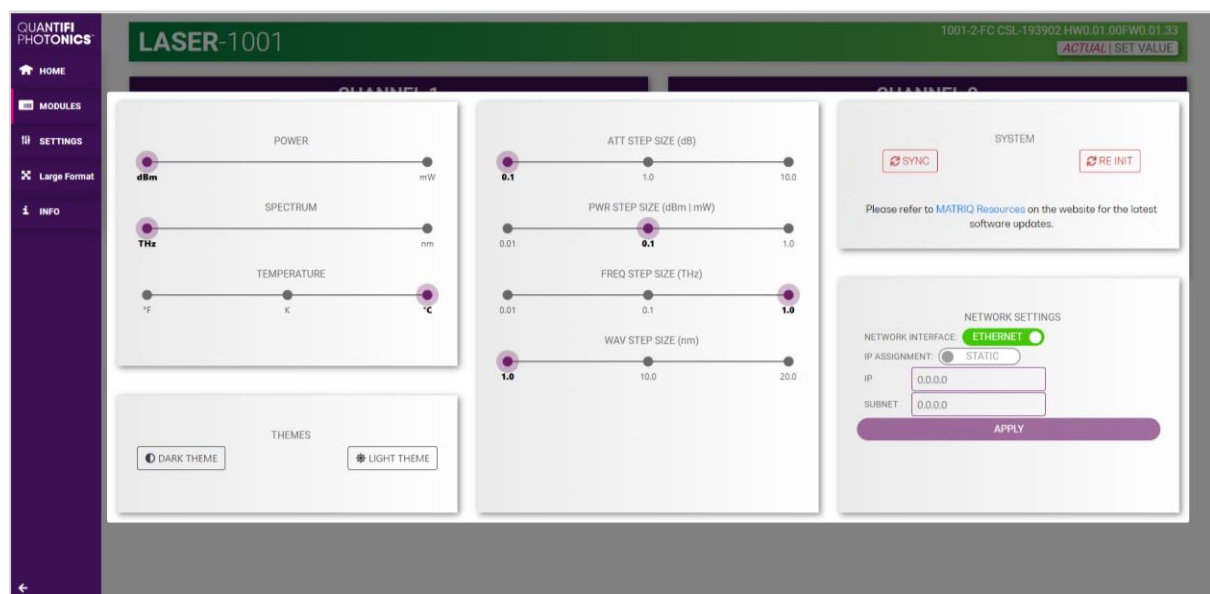 QUANTIFI
PHOTONICS™
HOME
MODULES
SETTINGS
Large Format
INFO
LASER-1001
1001-2-FC CSL-193902 HW0.01.00FW0.01.33
ACTUAL | SET VALUE
CHANNEL 1
CHANNEL 2
POWER
dBm mW
SPECTRUM
THz nm
TEMPERATURE
°F K °C
THEMES
DARK THEME LIGHT THEME
ATT STEP SIZE (dB)
0.1 1.0 10.0
PWR STEP SIZE (dBm | mW)
0.01 0.1 1.0
FREQ STEP SIZE (THz)
0.01 0.1 1.0
WAV STEP SIZE (nm)
1.0 10.0 20.0
SYSTEM
SYNC RE INIT
Please refer to MATRIQ Resources on the website for the latest
software updates.
NETWORK SETTINGS
NETWORK INTERFACE: ETHERNET
IP ASSIGNMENT: STATIC
IP 0.0.0.0
SUBNET 0.0.0.0
APPLY